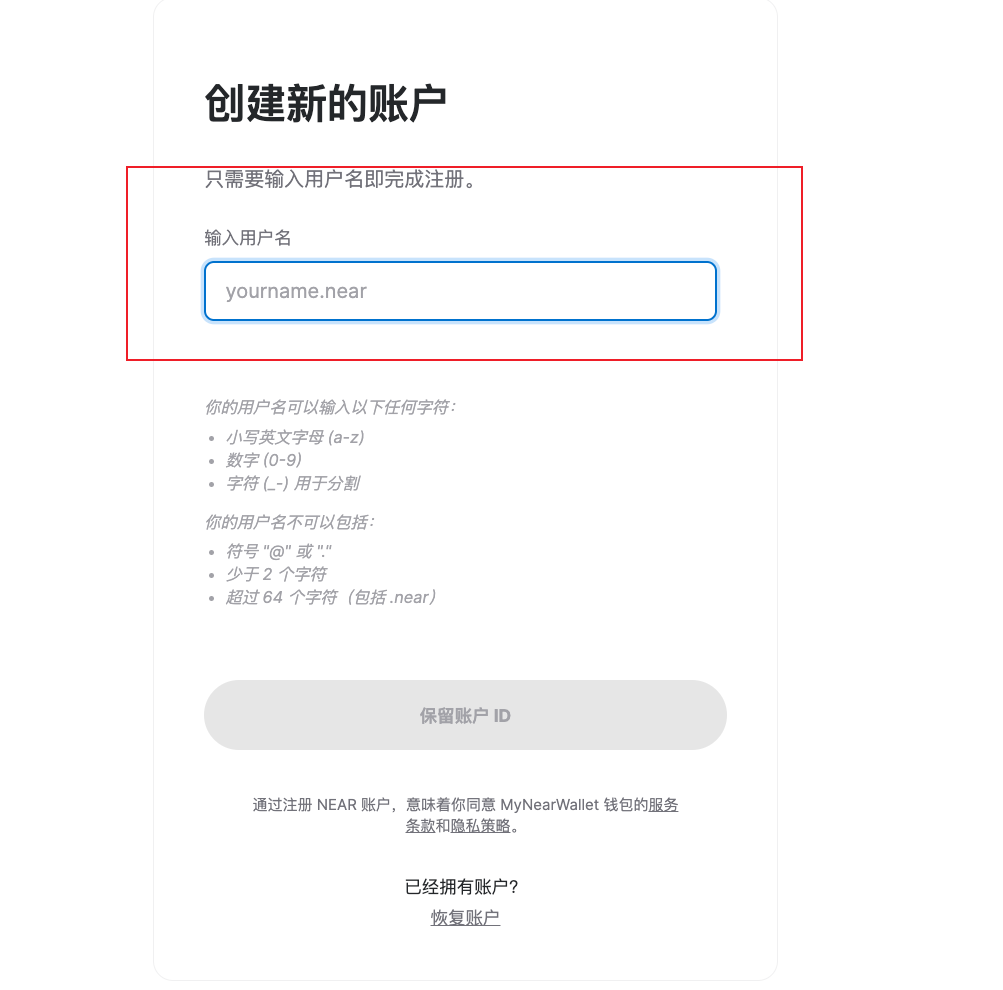 创建新的账户
只需要输入用户名即完成注册。
输入用户名
yourname.near
你的用户名可以输入以下任何字符：
• 小写英文字母 (a-z)
• 数字 (0-9)
• 字符 (_-) 用于分割
你的用户名不可以包括：
• 符号 "@" 或 "."
• 少于 2 个字符
• 超过 64 个字符（包括 .near）
保留账户 ID
通过注册 NEAR 账户，意味着你同意 MyNearWallet 钱包的服务
条款和隐私策略。
已经拥有账户?
恢复账户